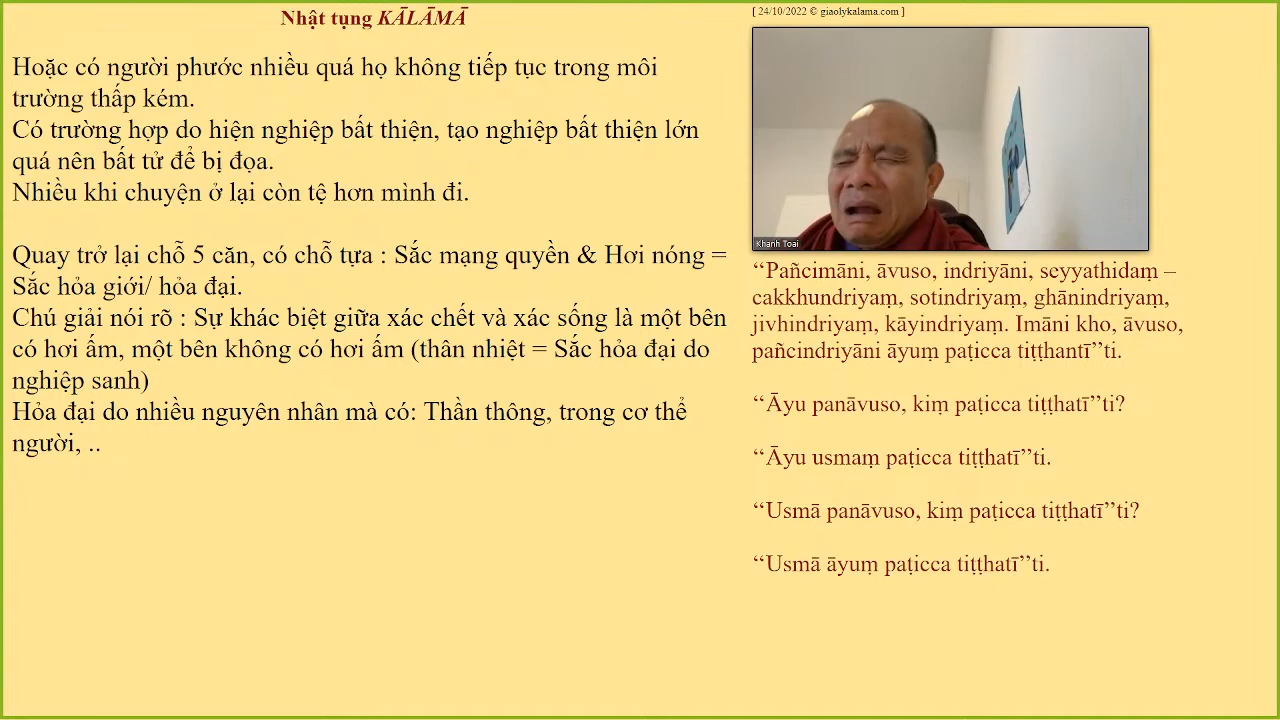 Nhật tụng KĀLĀMĀ
Hoặc có người phước nhiều quá họ không tiếp tục trong môi
trường thấp kém.
Có trường hợp do hiện nghiệp bất thiện, tạo nghiệp bất thiện lớn
quá nên bất tử để bị đọa.
Nhiều khi chuyện ở lại còn tệ hơn mình đi.
Quay trở lại chỗ 5 căn, có chỗ tựa : Sắc mạng quyền & Hơi nóng =
Sắc hỏa giới/ hỏa đại.
Chú giải nói rõ : Sự khác biệt giữa xác chết và xác sống là một bên
có hơi ấm, một bên không có hơi ấm (thân nhiệt = Sắc hỏa đại do
nghiệp sanh)
Hỏa đại do nhiều nguyên nhân mà có: Thần thông, trong cơ thể
người, ..
[ 24/10/2022 © giaolykalama.com ]
Khanh Toai
“Pañcimāni, āvuso, indriyāni, seyyathidaṃ –
cakkhundriyaṃ, sotindriyaṃ, ghānindriyaṃ,
jivhindriyaṃ, kāyindriyaṃ. Imāni kho, āvuso,
pañcindriyāni āyuṃ paṭicca tiṭṭhantī’’ti.
“Āyu panāvuso, kiṃ paṭicca tiṭṭhatī’’ti?
“Āyu usmaṃ paṭicca tiṭṭhatī’’ti.
“Usmā panāvuso, kiṃ paṭicca tiṭṭhatī’’ti?
“Usmā āyuṃ paṭicca tiṭṭhatī’’ti.